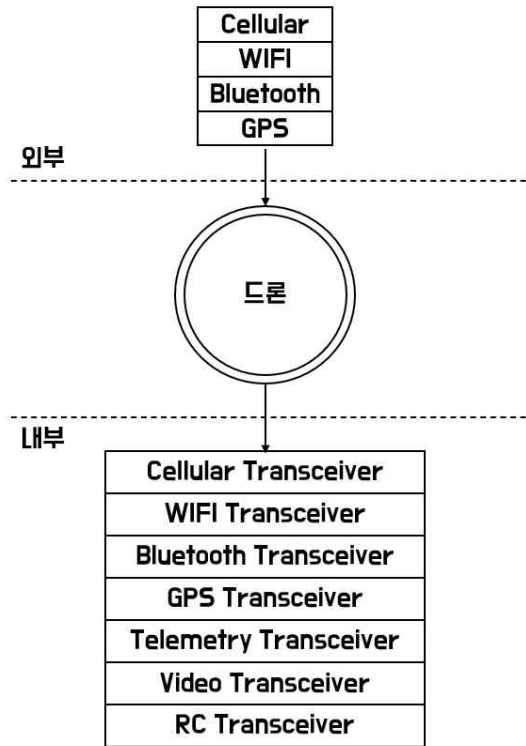 Cellular
WIFI
Bluetooth
GPS
외부
드론
내부
Cellular Transceiver
WIFI Transceiver
Bluetooth Transceiver
GPS Transceiver
Telemetry Transceiver
Video Transceiver
RC Transceiver